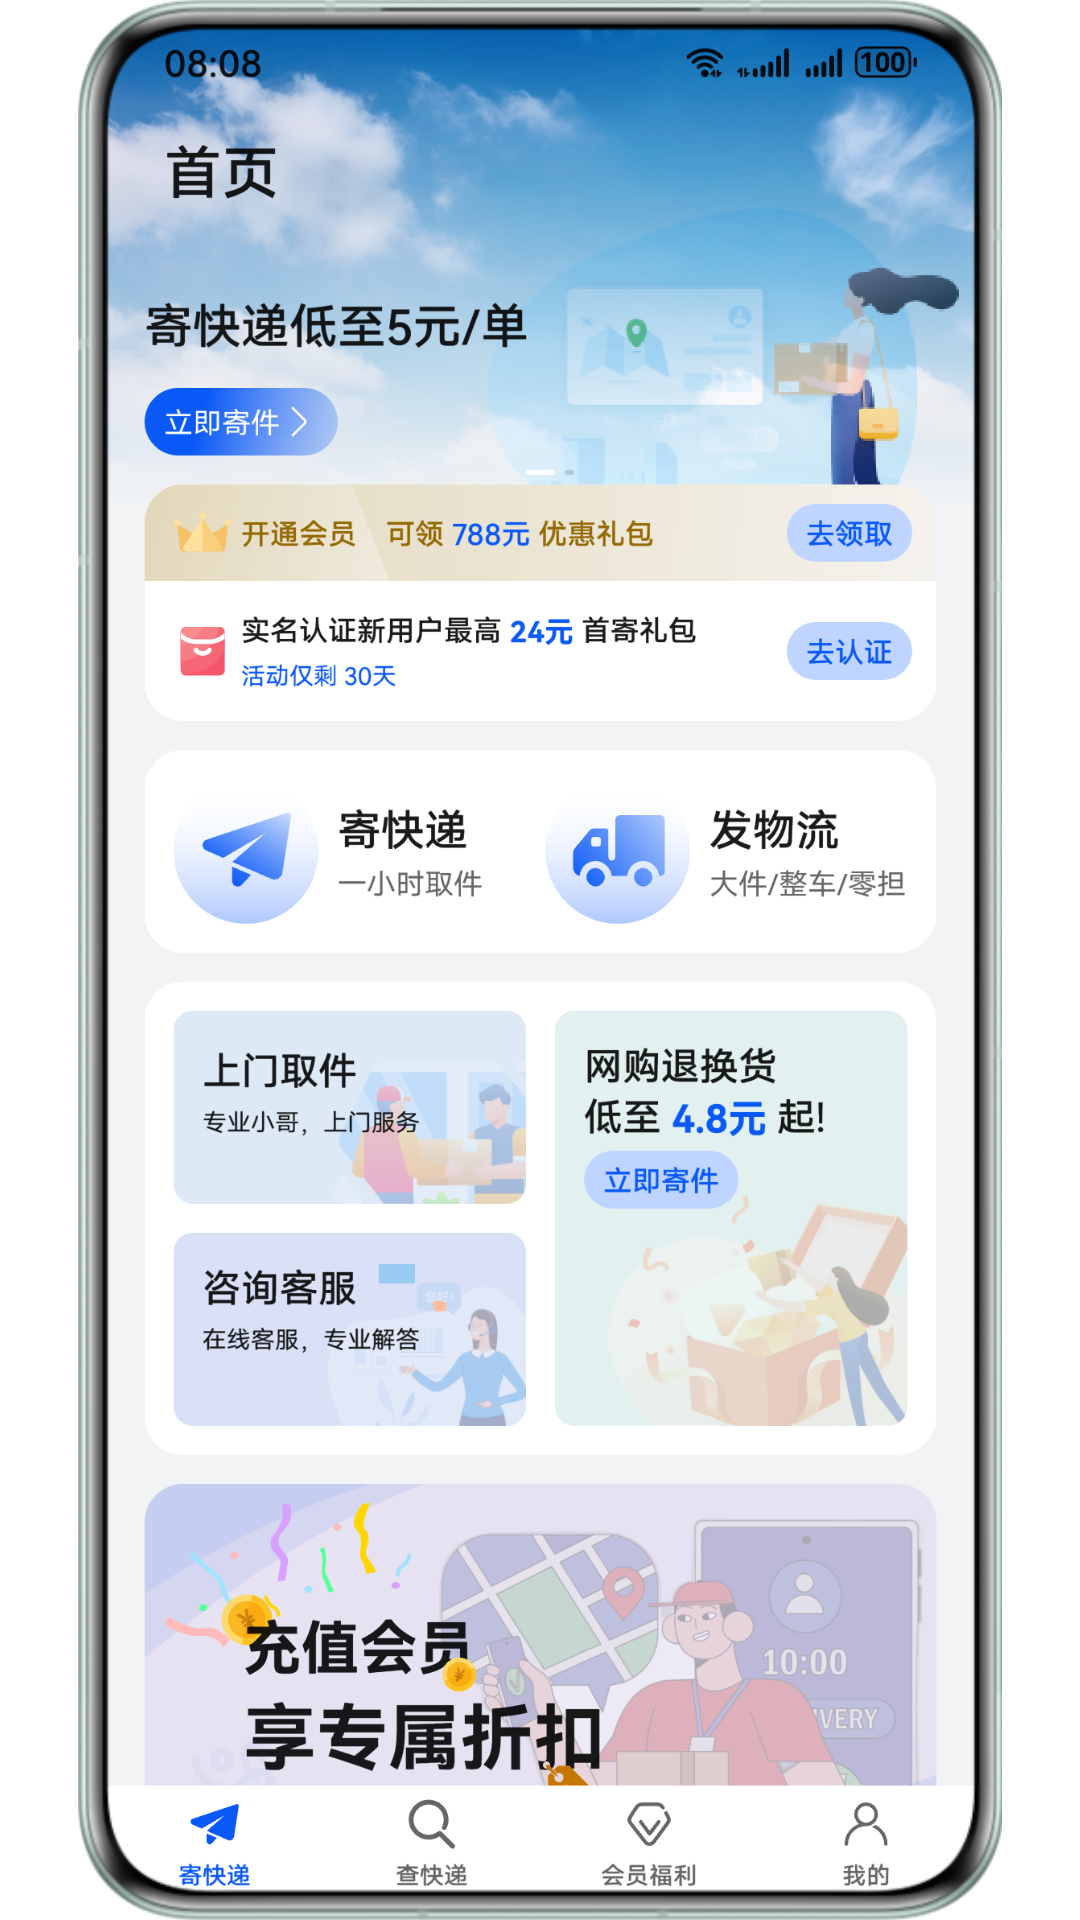 08:08
100
首页
寄快递低至5元/单
立即寄件
开通会员 可领 788元 优惠礼包
去领取
实名认证新用户最高 24元 首寄礼包
活动仅剩 30天
去认证
寄快递
一小时取件
发物流
大件/整车/零担
上门取件
专业小哥，上门服务
网购退换货
低至 4.8元 起!
立即寄件
咨询客服
您好!
在线客服，专业解答
充值会员
享专属折扣
10:00
IVERY
寄快递
查快递
会员福利
我的